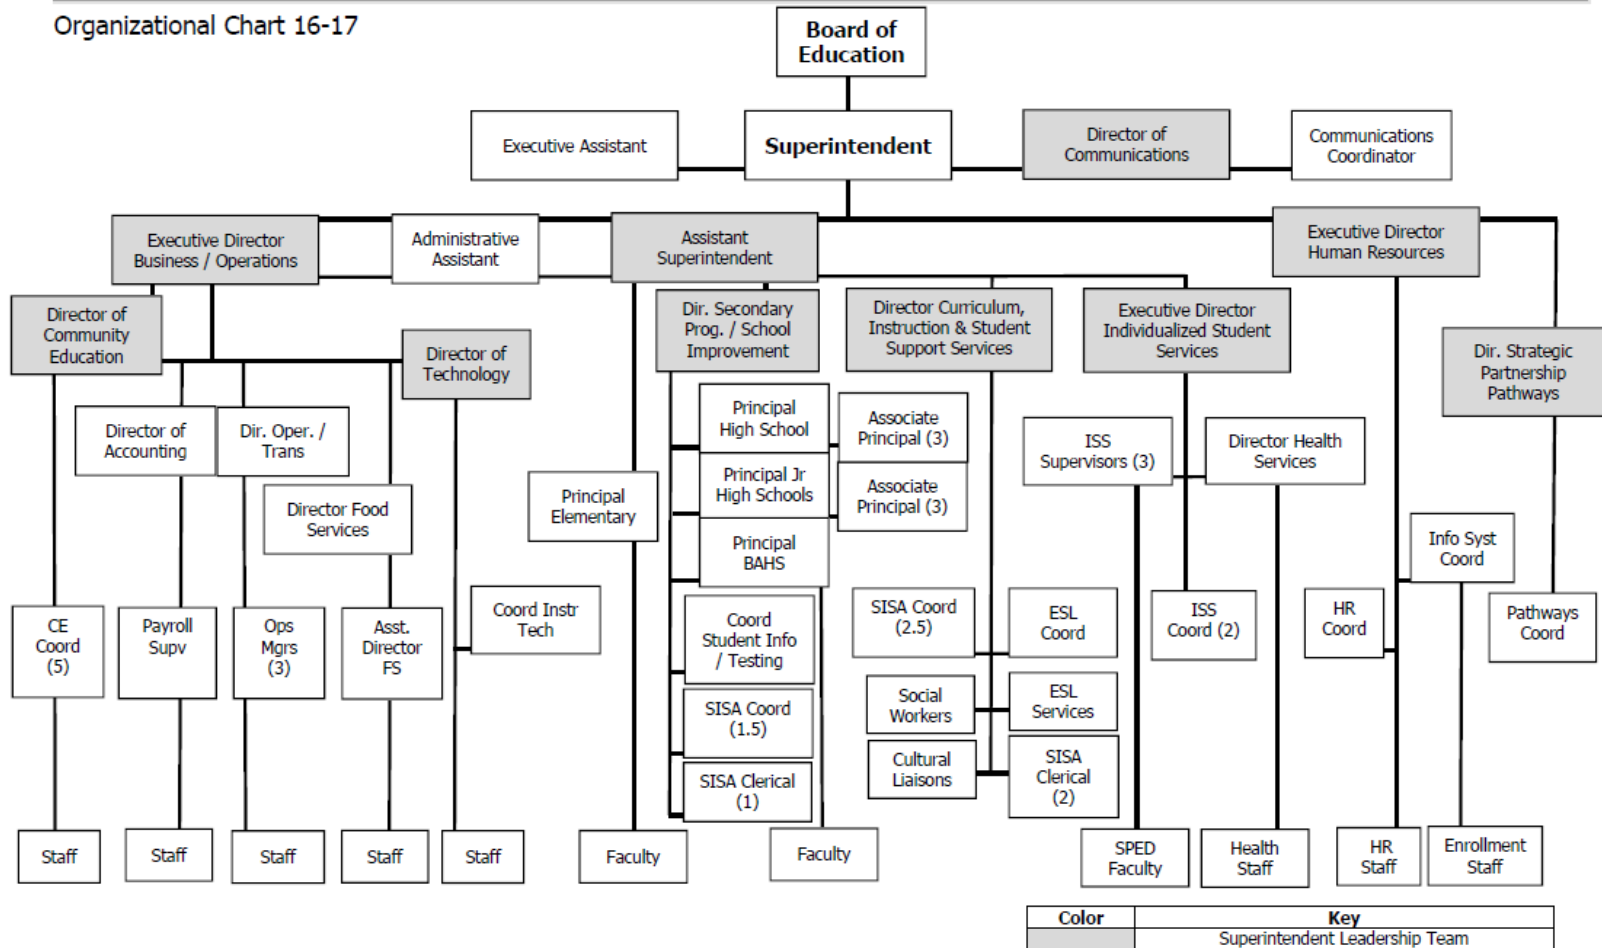 Organizational Chart 16-17
Board of
Education
Executive Assistant
Superintendent
Director of
Communications
Communications
Coordinator
Executive Director
Business / Operations
Administrative
Assistant
Assistant
Superintendent
Executive Director
Human Resources
Director of
Community
Education
Director of
Technology
Dir. Secondary
Prog. / School
Improvement
Director Curriculum,
Instruction & Student
Support Services
Executive Director
Individualized Student
Services
Dir. Strategic
Partnership
Pathways
Director of
Accounting
Dir. Oper. /
Trans
Director Food
Services
Principal
Elementary
Principal
High School
Associate
Principal (3)
Principal Jr
High Schools
Associate
Principal (3)
Principal
BAHS
ISS
Supervisors (3)
Director Health
Services
Info Syst
Coord
CE
Coord
(5)
Payroll
Supv
Ops
Mgrs
(3)
Asst.
Director
FS
Coord Instr
Tech
Coord
Student Info
/ Testing
SISA Coord
(1.5)
SISA Clerical
(1)
SISA Coord
(2.5)
ESL
Coord
Social
Workers
ESL
Services
Cultural
Liaisons
SISA
Clerical
(2)
ISS
Coord (2)
HR
Coord
Pathways
Coord
Staff
Staff
Staff
Staff
Staff
Faculty
Faculty
SPED
Faculty
Health
Staff
HR
Staff
Enrollment
Staff
Color
Key
Superintendent Leadership Team